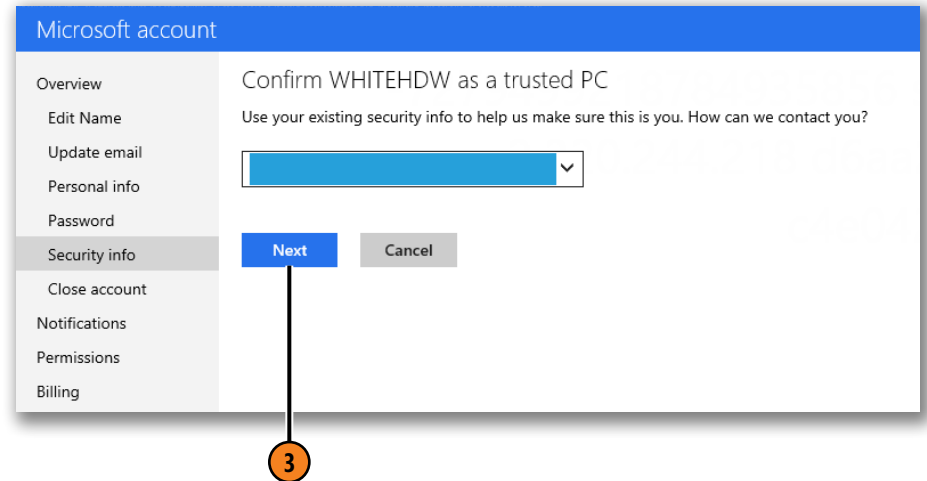 Microsoft account
Overview
Edit Name
Update email
Personal info
Password
Security info
Close account
Notifications
Permissions
Billing
Confirm WHITEHDW as a trusted PC
Use your existing security info to help us make sure this is you. How can we contact you?
Next
Cancel
3